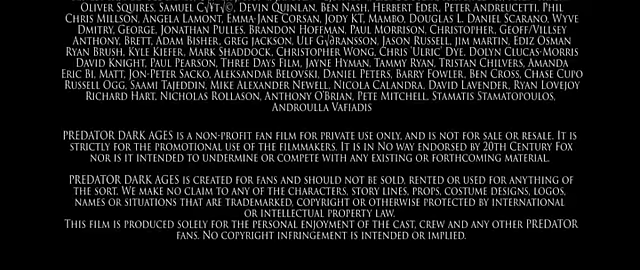 Oliver Squires, Samuel C√Yt√©, Devin Quinlan, Ben Nash, Herbert Eder, Peter Andreucetti, Phil
Chris Millson, Angela Lamont, Emma-Jane Corsan, Jody KT, Mambo, Douglas L. Daniel Scarano, Wyve
Dmitry, George, Jonathan Pulles, Brandon Hoffman, Paul Morrison, Christopher, Geoff/Villsey
Anthony, Brett, Adam Bisher, Greg Jackson, Ulf G√∂ransson, Jason Russell, jim martin, Ediz Osman
Ryan Brush, Kyle Kiefer, Mark Shaddock, Christopher Wong, Chris 'Ulric' Dye, Dolyn Clucas-Morris
David Knight, Paul Pearson, Three Days Film, Jayne Hyman, Tammy Ryan, Tristan Chilvers, Amanda
Eric Bj, Matt, Jon-Peter Sacko, Aleksandar Belovski, Daniel Peters, Barry Fowler, Ben Cross, Chase Cupo
Russell Ogg, Saami Tajeddin, Mike Alexander Newell, Nicola Calandra, David Lavender, Ryan Lovejoy
Richard Hart, Nicholas Rollason, Anthony O'Brian, Pete Mitchell, Stamatis Stamatopoulos,
Androulla Vafiadis
PREDATOR DARK AGES is a non-profit fan film for private use only, and is not for sale or resale. It is
strictly for the promotional use of the filmmakers. It is in No way endorsed by 20th Century Fox
nor is it intended to undermine or compete with any existing or forthcoming material.
PREDATOR DARK AGES is created for fans and should not be sold, rented or used for anything of
the sort. We make no claim to any of the characters, story lines, props, costume designs, logos,
names or situations that are trademarked, copyright or otherwise protected by international
or intellectual property law.
This film is produced solely for the personal enjoyment of the cast, crew and any other PREDATOR
fans. No copyright infringement is intended or implied.